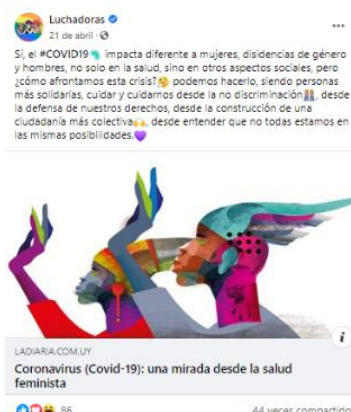 Luchadoras
21 de abril ·
Sí, el #COVID19 impacta diferente a mujeres, disidencias de género
y hombres, no solo en la salud, sino en otros aspectos sociales, pero
¿cómo afrontamos esta crisis? podemos hacerlo, siendo personas
más solidarias, cuidar y cuidarnos desde la no discriminación, desde
la defensa de nuestros derechos, desde la construcción de una
ciudadanía más colectiva, desde entender que no todas estamos en
las mismas posibilidades.
i
LADIARIA.COM.UY
Coronavirus (Covid-19): una mirada desde la salud
feminista
86
44 veces compartido